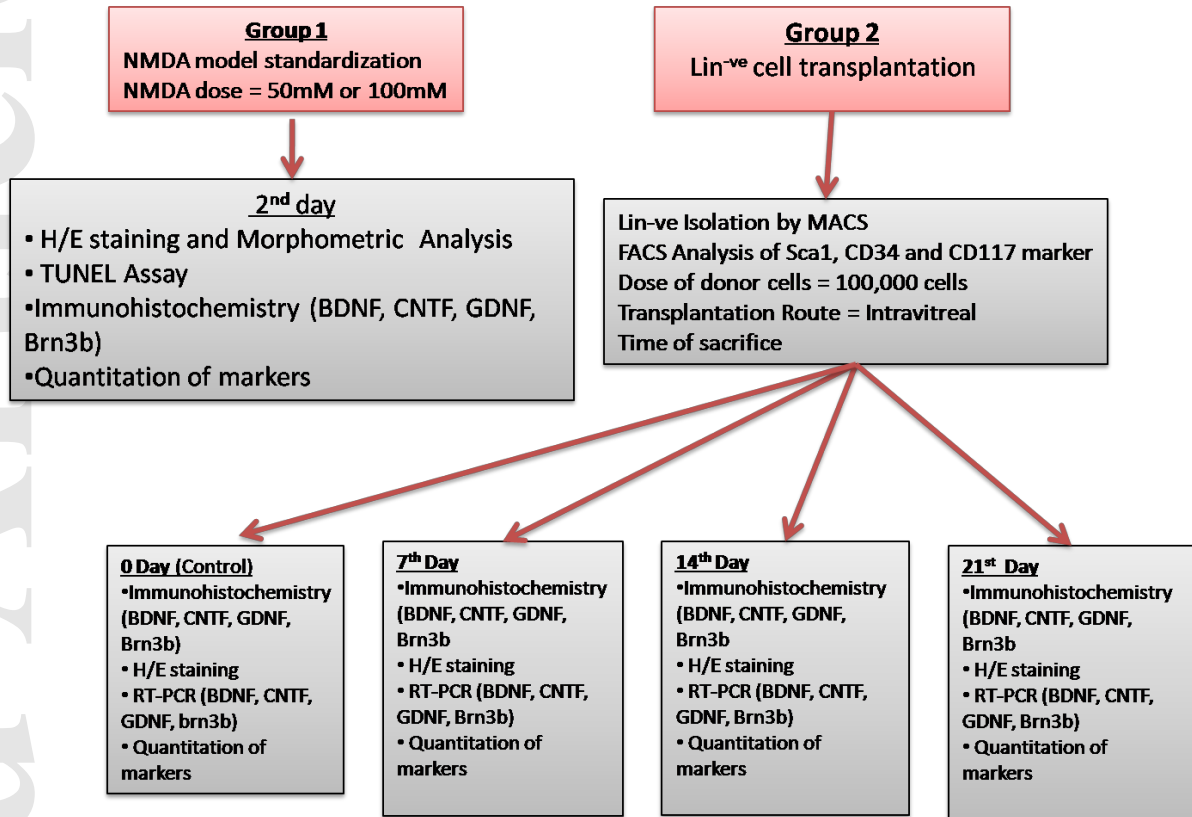 Group 1
NMDA model standardization
NMDA dose = 50mM or 100mM
Group 2
Lin-ve cell transplantation
2nd day
• H/E staining and Morphometric Analysis
• TUNEL Assay
•Immunohistochemistry (BDNF, CNTF, GDNF,
Brn3b)
•Quantitation of markers
Lin-ve Isolation by MACS
FACS Analysis of Sca1, CD34 and CD117 marker
Dose of donor cells = 100,000 cells
Transplantation Route = Intravitreal
Time of sacrifice
0 Day (Control)
•Immunohistochemistry
(BDNF, CNTF, GDNF,
Brn3b)
• H/E staining
• RT-PCR (BDNF, CNTF,
GDNF, brn3b)
• Quantitation of
markers
7th Day
•Immunohistochemistry
(BDNF, CNTF, GDNF,
Brn3b
• H/E staining
• RT-PCR (BDNF, CNTF,
GDNF, Brn3b)
• Quantitation of
markers
14th Day
•Immunohistochemistry
(BDNF, CNTF, GDNF,
Brn3b
• H/E staining
• RT-PCR (BDNF, CNTF,
GDNF, Brn3b)
• Quantitation of
markers
21st Day
•Immunohistochemistry
(BDNF, CNTF, GDNF,
Brn3b
• H/E staining
• RT-PCR (BDNF, CNTF,
GDNF, Brn3b)
• Quantitation of
markers